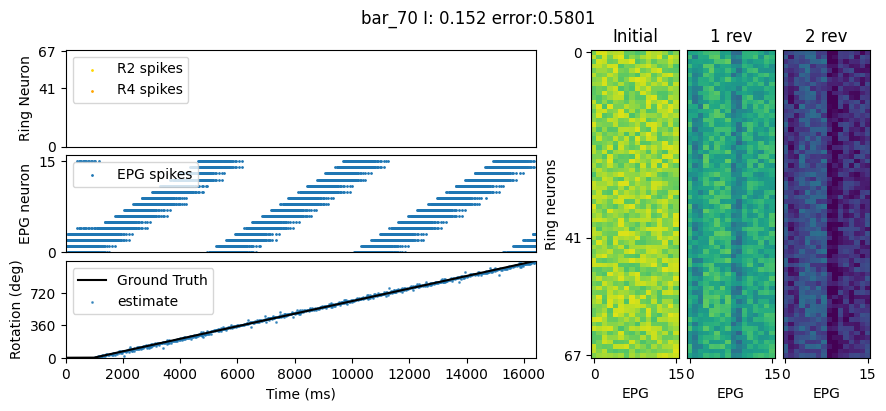 bar_70 I: 0.152 error:0.5801
Ring Neuron
67
41
0
R2 spikes
R4 spikes
EPG neuron
15
0
EPG spikes
Rotation (deg)
720
360
0
Ground Truth
estimate
0 2000 4000 6000 8000 10000 12000 14000 16000
Time (ms)
Initial 1 rev 2 rev
Ring neurons
0
41
67
0 15 0 15 0 15
EPG EPG EPG